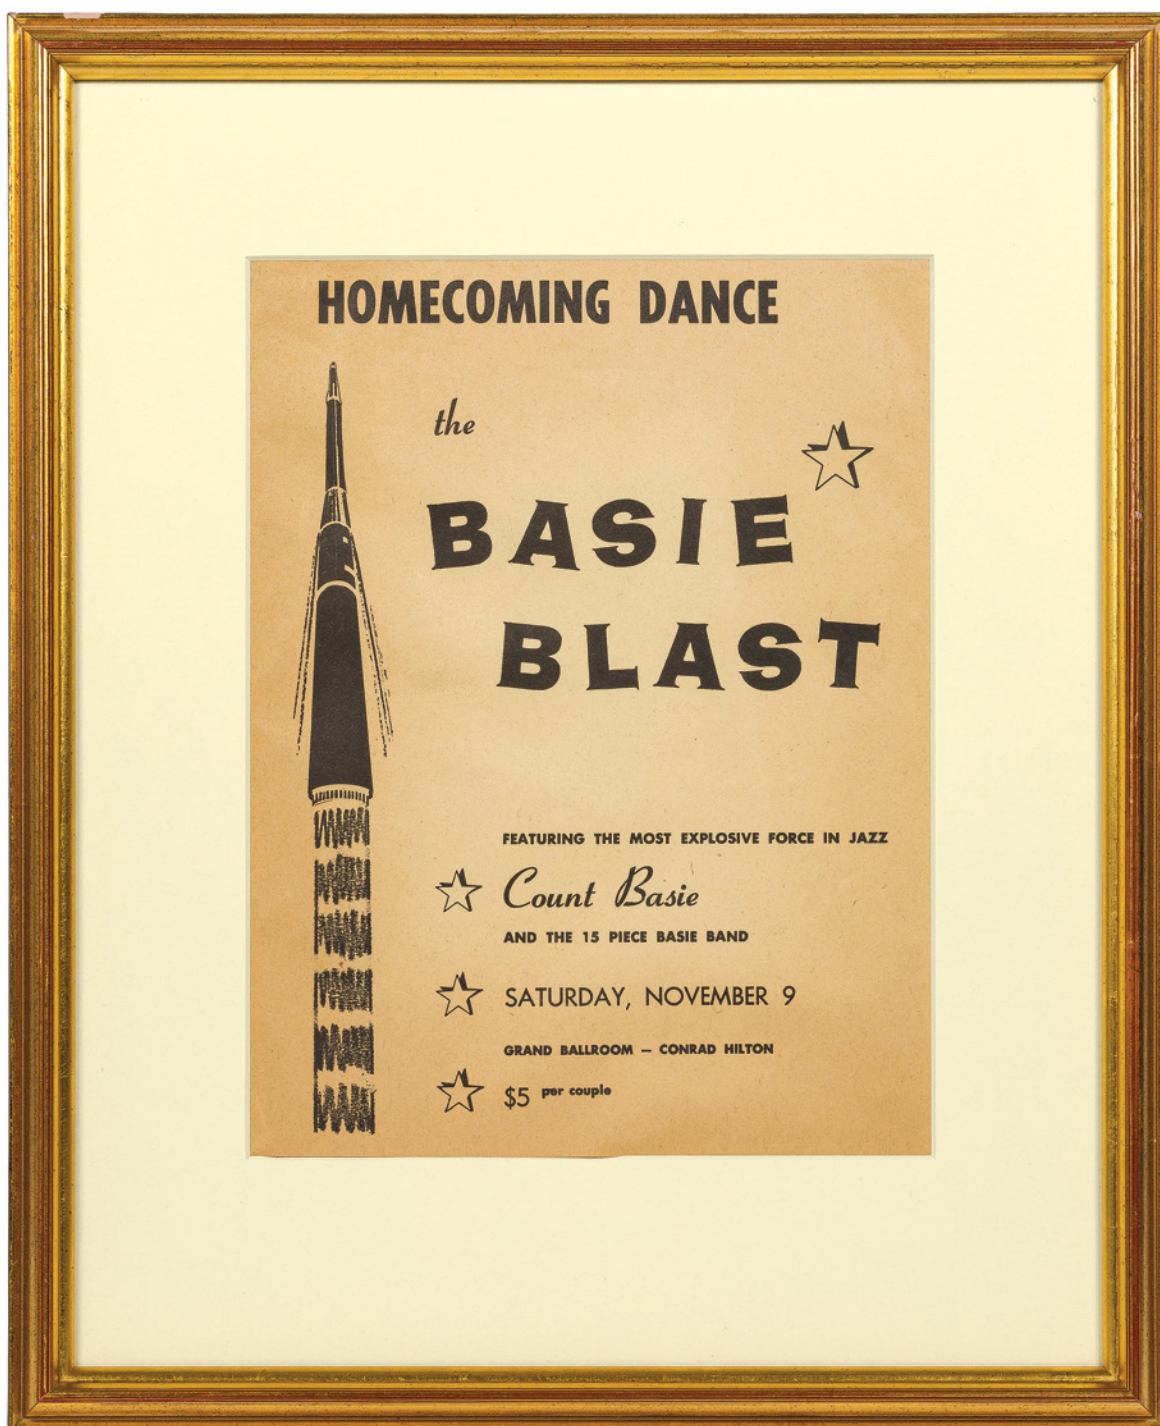 HOMECOMING DANCE
the
BASIE
BLAST
FEATURING THE MOST EXPLOSIVE FORCE IN JAZZ
Count Basie
AND THE 15 PIECE BASIE BAND
SATURDAY, NOVEMBER 9
GRAND BALLROOM – CONRAD HILTON
$5 per couple